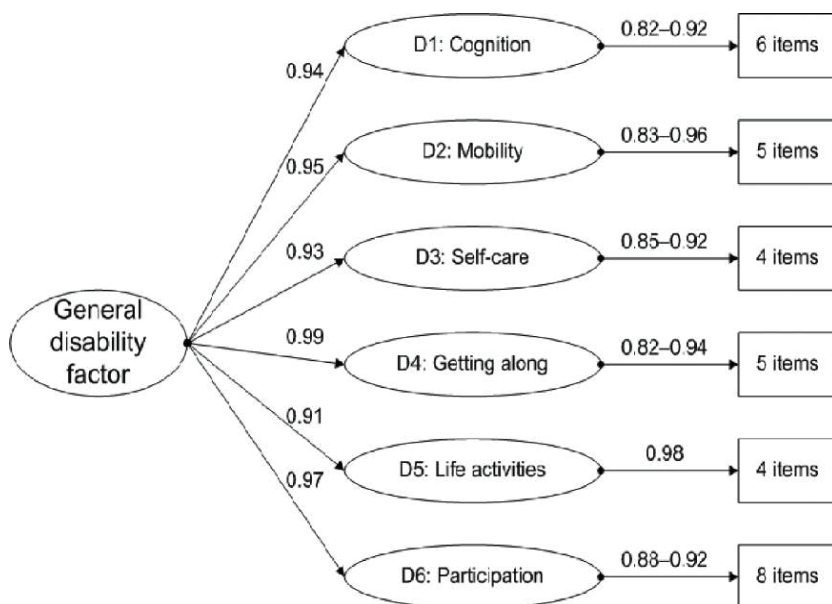 0.82–0.92
D1: Cognition
6 items
0.94
0.83–0.96
D2: Mobility
5 items
0.95
0.85–0.92
D3: Self-care
4 items
0.93
General
disability
factor
0.99
0.82–0.94
D4: Getting along
5 items
0.91
0.98
D5: Life activities
4 items
0.97
0.88–0.92
D6: Participation
8 items